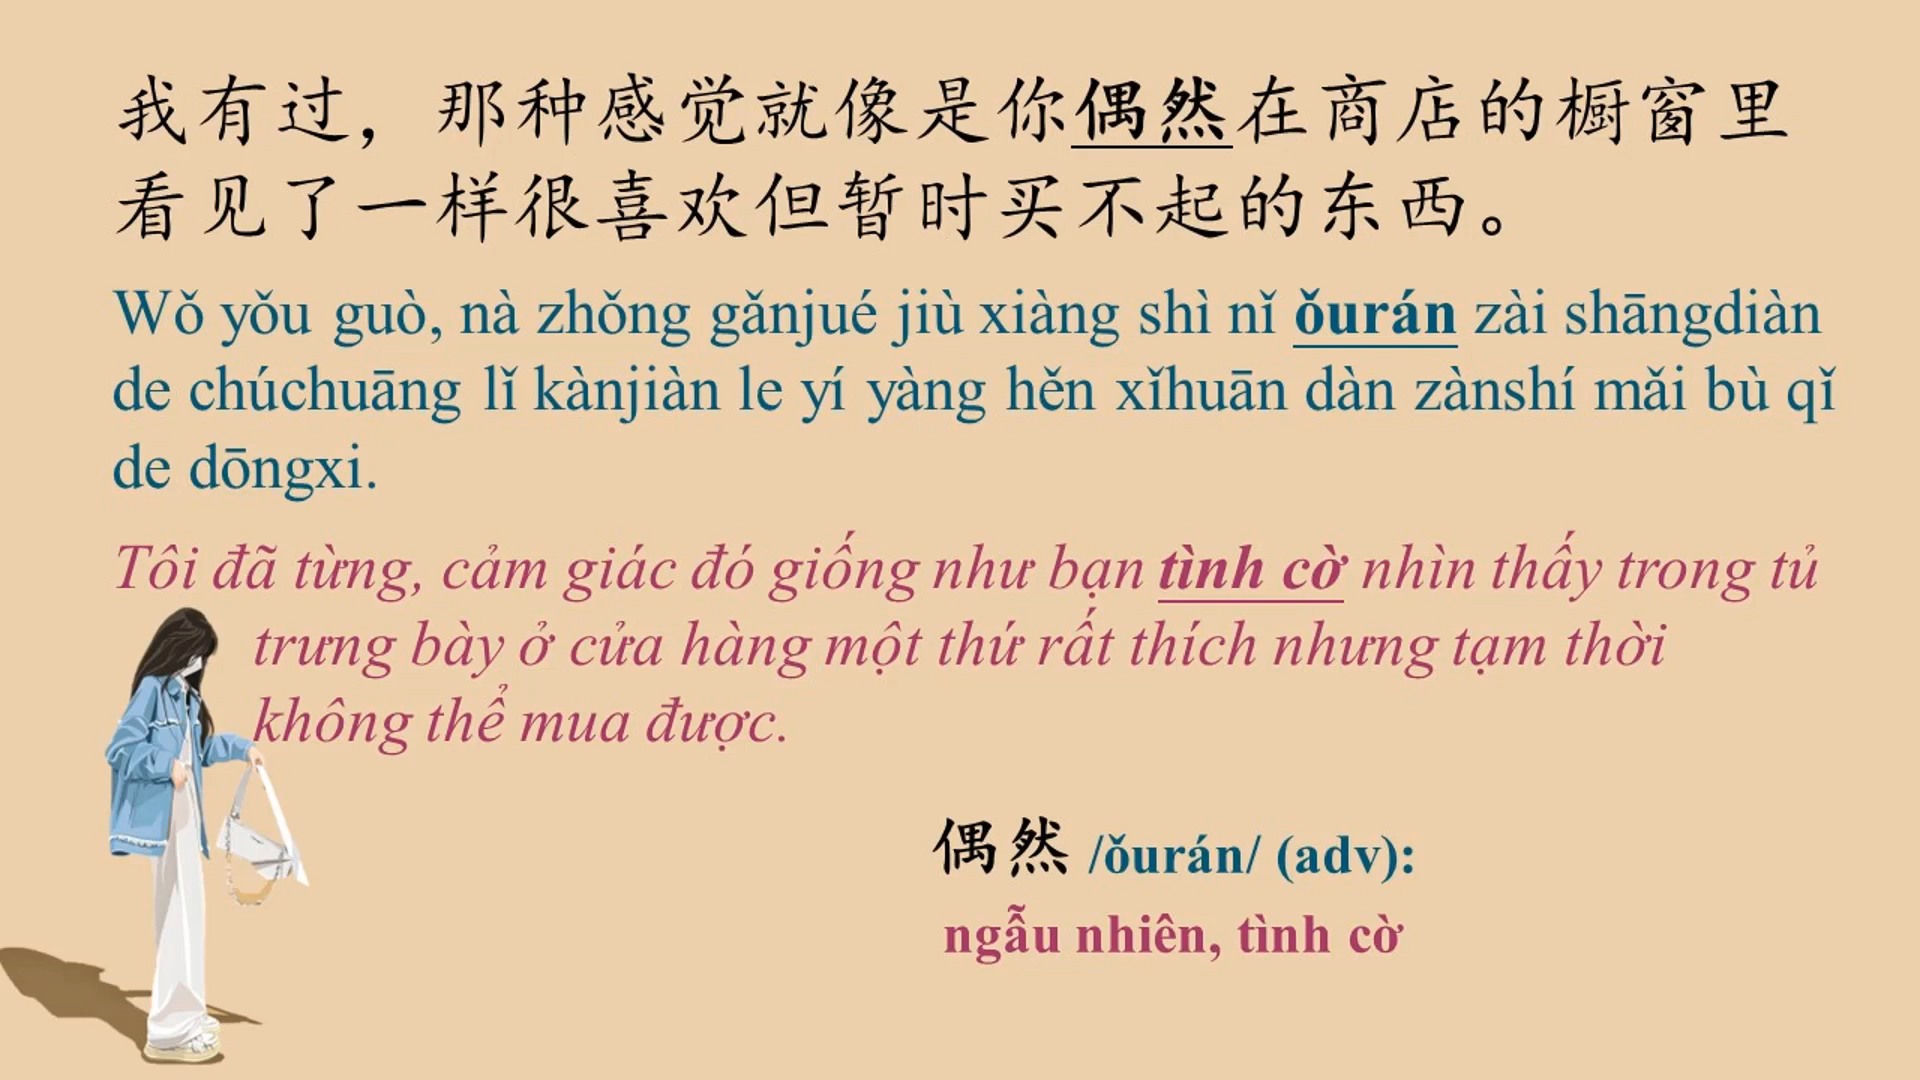 我有过，那种感觉就像是你偶然在商店的橱窗里
看见了一样很喜欢但暂时买不起的东西。
Wǒ yǒu guò, nà zhǒng gǎnjué jiù xiàng shì nǐ ǒurán zài shāngdiàn
de chúchuāng lǐ kànjiàn le yí yàng hěn xǐhuān dàn zànshí mǎi bù qǐ
de dōngxi.
Tôi đã từng, cảm giác đó giống như bạn tình cờ nhìn thấy trong tủ
trưng bày ở cửa hàng một thứ rất thích nhưng tạm thời
không thể mua được.
偶然 /ǒurán/ (adv):
ngẫu nhiên, tình cờ